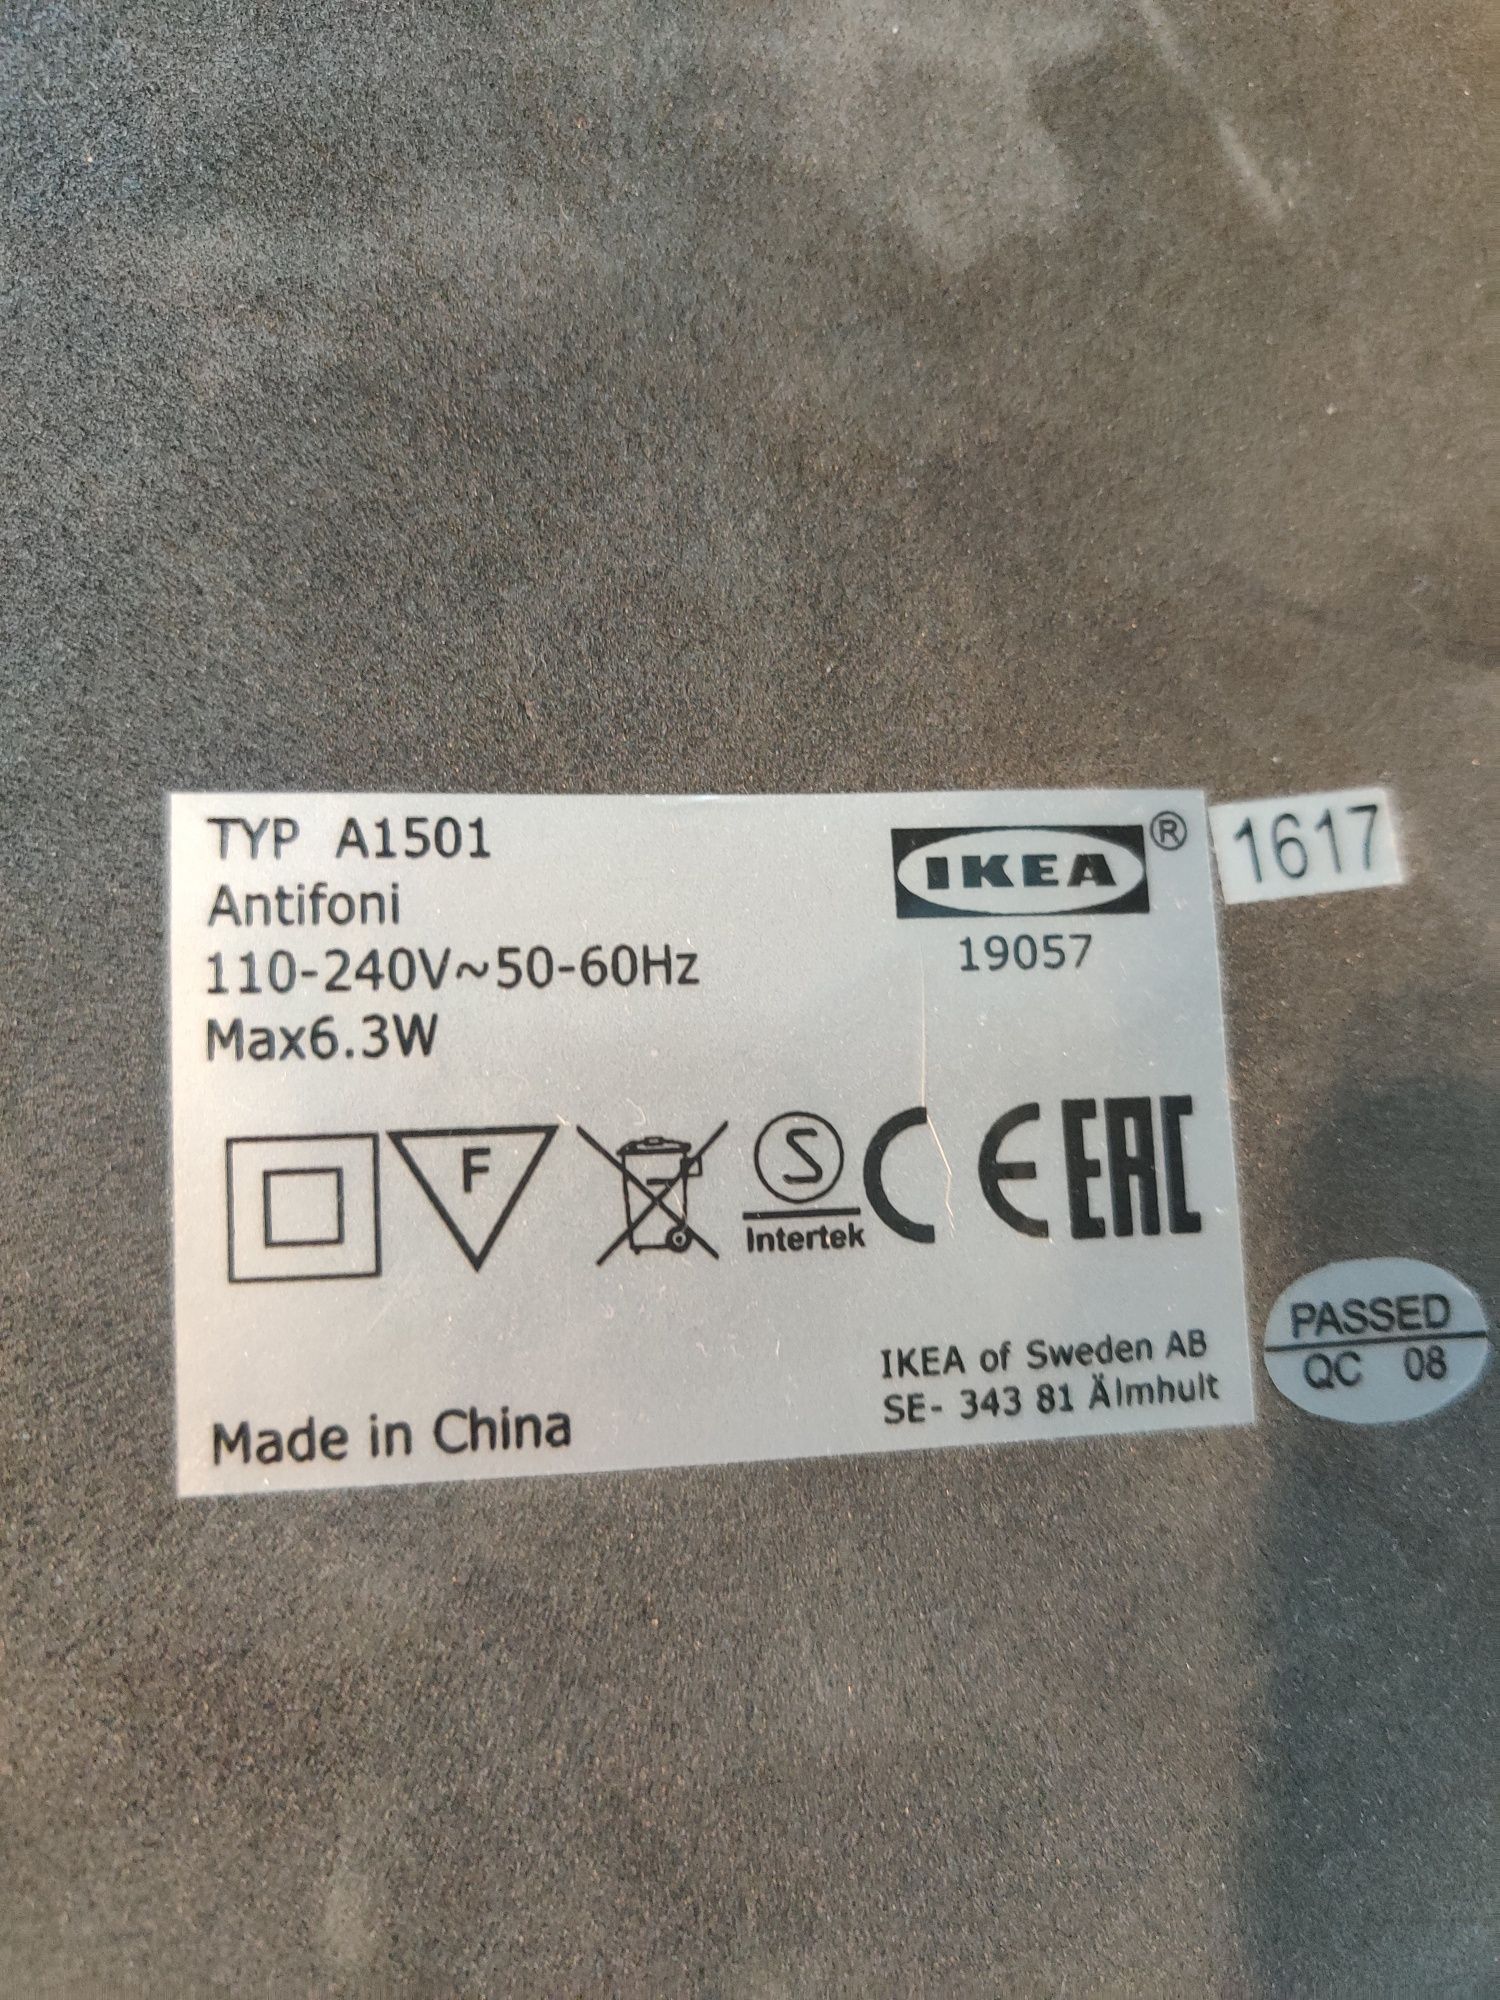 TYP A1501
Antifoni
110-240V~50-60Hz
Max6.3W
IKEA®
19057
1617
F
S
Intertek
CE
EAC
PASSED
QC 08
IKEA of Sweden AB
SE- 343 81 Älmhult
Made in China